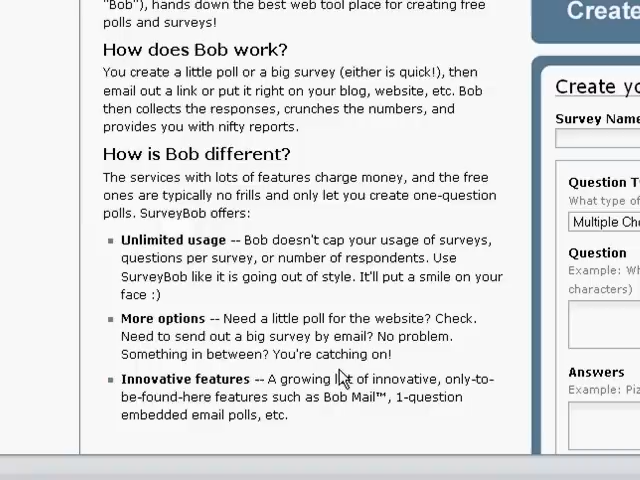 "Bob"), hands down the best web tool place for creating free
polls and surveys!
How does Bob work?
You create a little poll or a big survey (either is quick!), then
email out a link or put it right on your blog, website, etc. Bob
then collects the responses, crunches the numbers, and
provides you with nifty reports.
How is Bob different?
The services with lots of features charge money, and the free
ones are typically no frills and only let you create one-question
polls. SurveyBob offers:
Unlimited usage -- Bob doesn't cap your usage of surveys,
questions per survey, or number of respondents. Use
SurveyBob like it is going out of style. It'll put a smile on your
face :)
More options -- Need a little poll for the website? Check.
Need to send out a big survey by email? No problem.
Something in between? You're catching on!
Innovative features -- A growing list of innovative, only-to-
be-found-here features such as Bob Mail™, 1-question
embedded email polls, etc.
Create
Create yo
Survey Name
Question T
What type of
Multiple Cho
Question
Example: Wh
characters)
Answers
Example: Piz